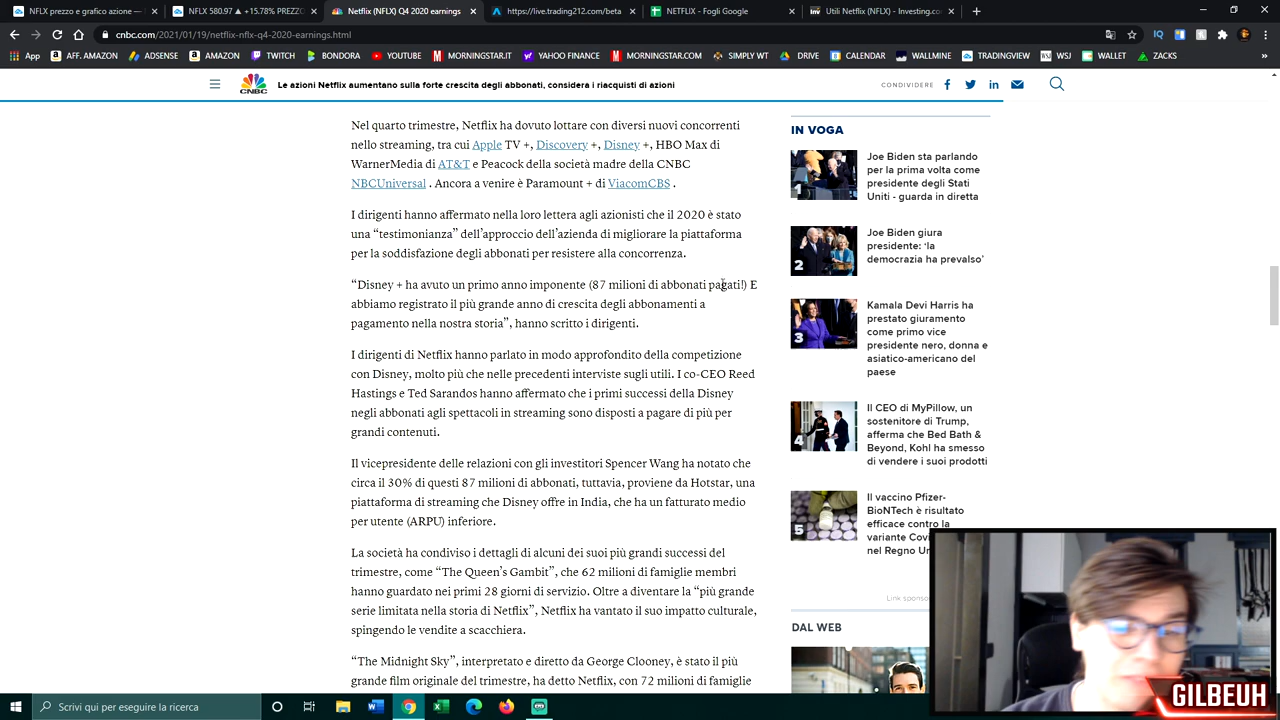 NFLX 580,97 ▲ +15.78% PREZZO
Prezzo e grafico azione NFLX – N
Netflix (NFLX) Q4 2020 earnings
https://live.trading212.com/beta
NETFLIX - Fogli Google
Utili Netflix (NFLX) - Investing.co
cnbc.com/2021/01/19/netflix-nflx-q4-2020-earnings.html
App AFF. AMAZON ADSENSE AMAZON TWITCH BONDORA YOUTUBE MORNINGSTAR.IT YAHOO FINANCE MORNINGSTAR.COM SIMPLY WT DRIVE CALENDAR WALLMINE TRADINGVIEW WSJ WALLET ZACKS »
CNBC
Le azioni Netflix aumentano sulla forte crescita degli abbonati, considera i riacquisti di azioni
CONDIVIDERE
Nel quarto trimestre, Netflix ha dovuto lottare con diversi nuovi concorrenti
nello streaming, tra cui Apple TV +, Discovery +, Disney +, HBO Max di
WarnerMedia di AT&T e Peacock della società madre della CNBC
NBCUniversal . Ancora a venire è Paramount + di ViacomCBS .
I dirigenti hanno affermato nella loro lettera agli azionisti che il 2020 è stato
una “testimonianza” dell’approccio dell’azienda di migliorare la piattaforma
per la soddisfazione degli abbonati per resistere alla concorrenza.
“Disney + ha avuto un primo anno imponente (87 milioni di abbonati pagati!) E
abbiamo registrato il più grande anno di crescita degli abbonamenti a
pagamento nella nostra storia”, hanno scritto i dirigenti.
I dirigenti di Netflix hanno parlato in modo approfondito della competizione
con Disney, molto più che nelle precedenti interviste sugli utili. I co-CEO Reed
Hastings e Ted Sarandos hanno affermato che i primi successi della Disney
negli abbonati agli spettacoli in streaming sono disposti a pagare di più per
grandi contenuti.
Il vicepresidente delle relazioni con gli investitori Spencer Wang ha notato che
circa il 30% di questi 87 milioni di abbonati, tuttavia, proviene da Hotstar, una
piattaforma di streaming che Disney offre in India, che ha un fatturato medio
per utente (ARPU) inferiore.
La società ha condiviso i dettagli di alcuni dei suoi più grandi successi del
trimestre, come “The Queen’s Gambit”, che 62 milioni di famiglie membri
hanno guardato nei primi 28 giorni di servizio. Oltre a diventare la “più grande
serie limitata nella storia di Netflix”, Netflix ha vantato il suo impatto culturale,
spingendo le vendite a scacchiera.
“The Midnight Sky”, interpretato e diretto da George Clooney, è stato il più
grande film originale del trimestre, ha detto Netflix, con 72 milioni di famiglie
IN VOGA
1
Joe Biden sta parlando
per la prima volta come
presidente degli Stati
Uniti - guarda in diretta
2
Joe Biden giura
presidente: ‘la
democrazia ha prevalso’
3
Kamala Devi Harris ha
prestato giuramento
come primo vice
presidente nero, donna e
asiatico-americano del
paese
4
Il CEO di MyPillow, un
sostenitore di Trump,
afferma che Bed Bath &
Beyond, Kohl ha smesso
di vendere i suoi prodotti
5
Il vaccino Pfizer-
BioNTech è risultato
efficace contro la
variante Covi
nel Regno Un
Link sponso
DAL WEB
GILBEUH
Scrivi qui per eseguire la ricerca